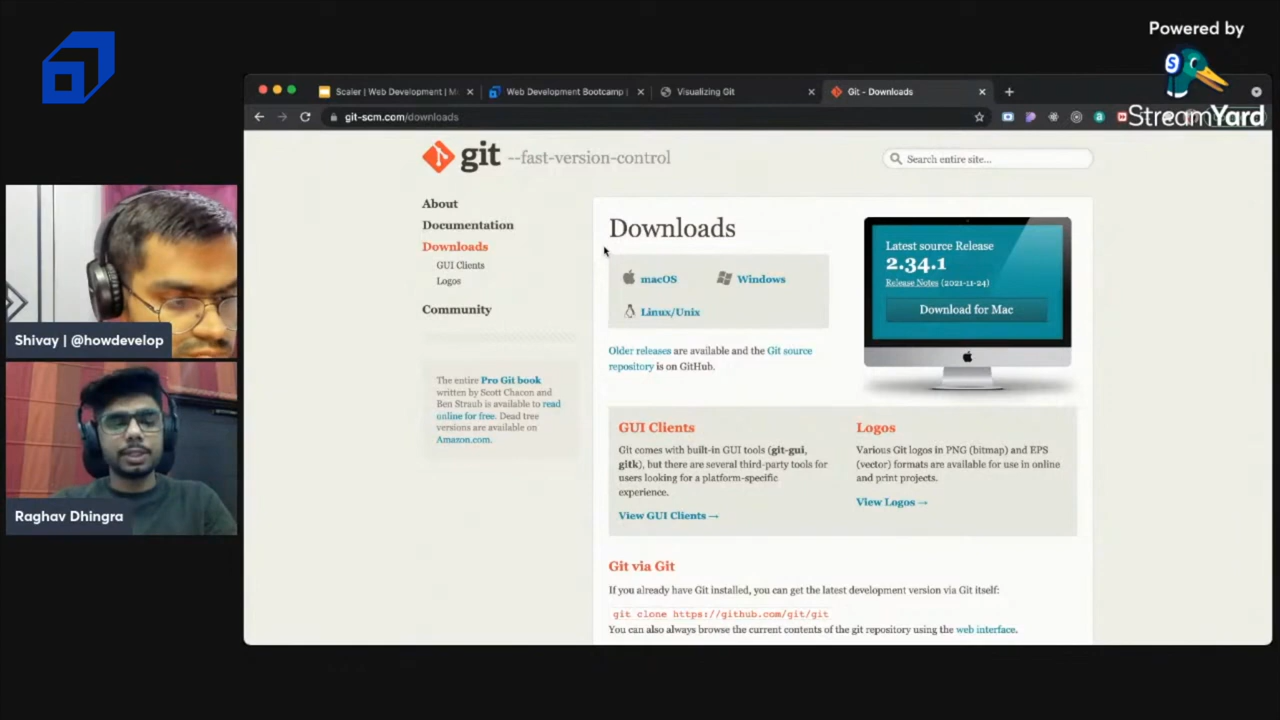 Powered by
StreamYard
Scaler | Web Development | M
Web Development Bootcamp |
Visualizing Git
Git - Downloads
git-scm.com/downloads
git --fast-version-control
Search entire site...
About
Documentation
Downloads
GUI Clients
Logos
Community
The entire Pro Git book
written by Scott Chacon and
Ben Straub is available to read
online for free. Dead tree
versions are available on
Amazon.com.
Downloads
macOS
Windows
Linux/Unix
Older releases are available and the Git source
repository is on GitHub.
Latest source Release
2.34.1
Release Notes (2021-11-24)
Download for Mac
GUI Clients
Git comes with built-in GUI tools (git-gui,
gitk), but there are several third-party tools for
users looking for a platform-specific
experience.
View GUI Clients →
Logos
Various Git logos in PNG (bitmap) and EPS
(vector) formats are available for use in online
and print projects.
View Logos →
Git via Git
If you already have Git installed, you can get the latest development version via Git itself:
git clone https://github.com/git/git
You can also always browse the current contents of the git repository using the web interface.
Shivay | @howdevelop
Raghav Dhingra